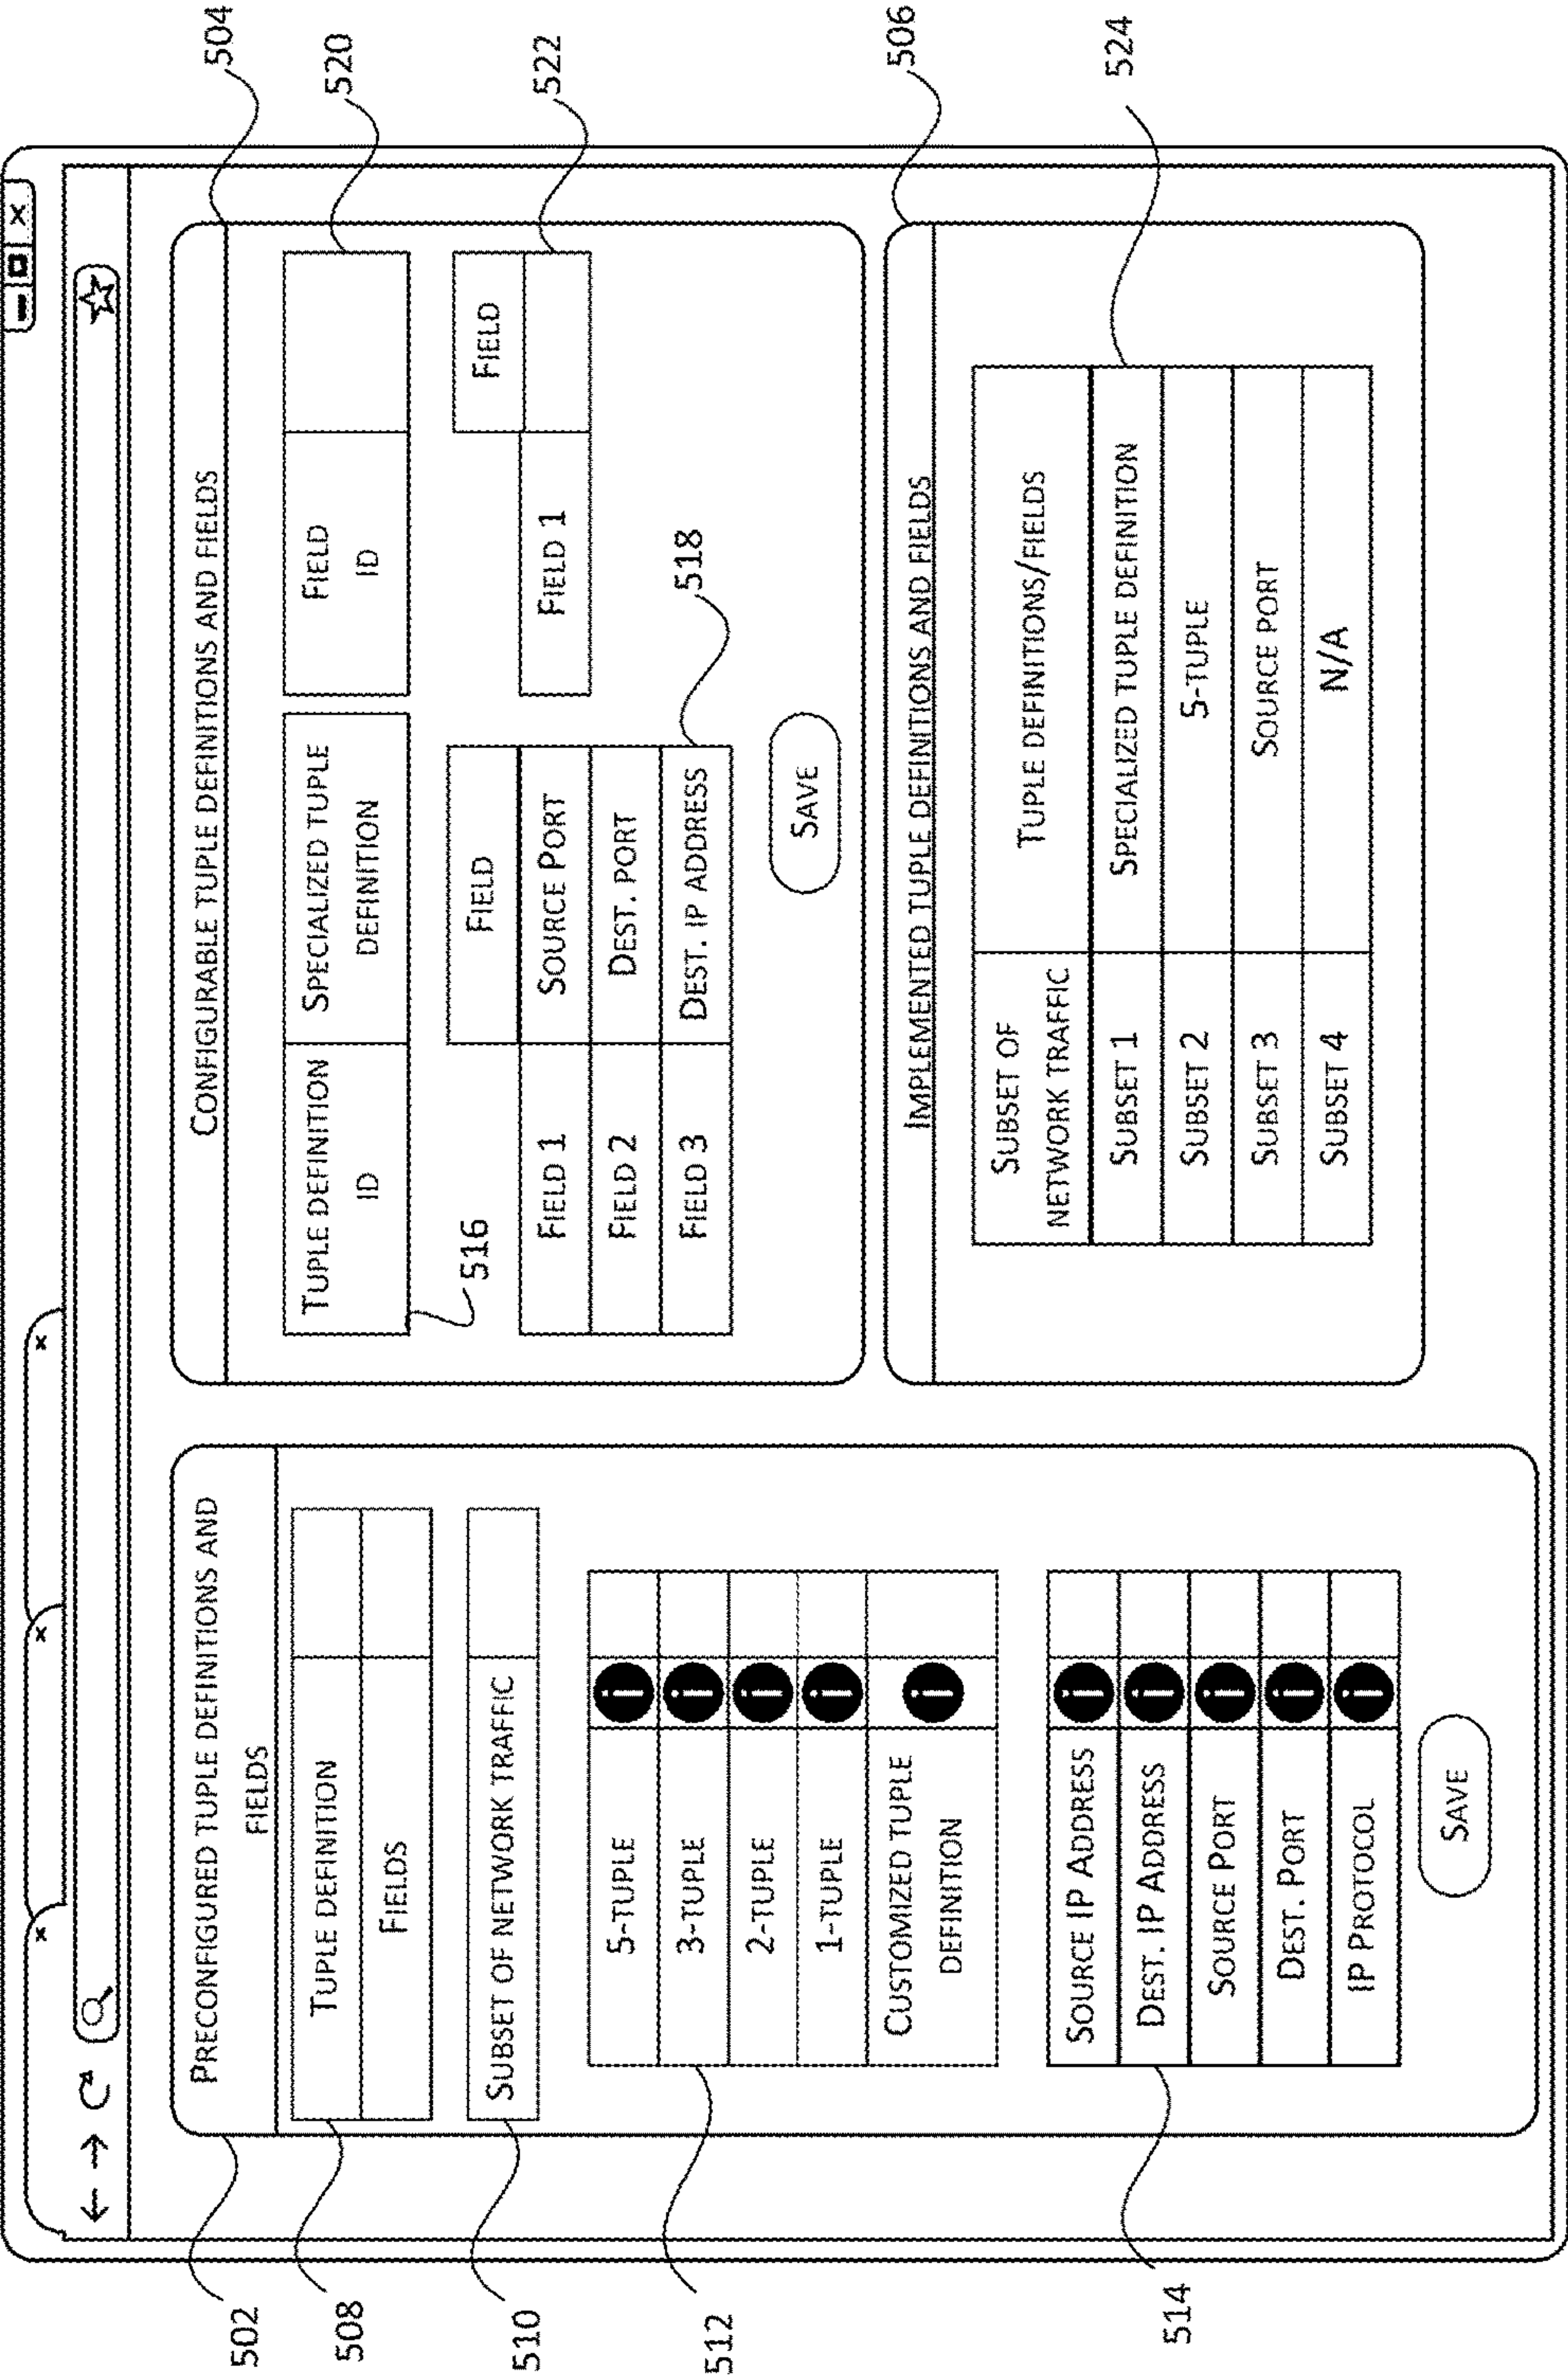 PRECONFIGURED TUPLE DEFINITIONS AND
FIELDS
TUPLE DEFINITION
FIELDS
SUBSET OF NETWORK TRAFFIC
5-TUPLE
3-TUPLE
2-TUPLE
1-TUPLE
CUSTOMIZED TUPLE
DEFINITION
SOURCE IP ADDRESS
DEST. IP ADDRESS
SOURCE PORT
DEST. PORT
IP PROTOCOL
SAVE
502
508
510
512
514
CONFIGURABLE TUPLE DEFINITIONS AND FIELDS
TUPLE DEFINITION
ID
SPECIALIZED TUPLE
DEFINITION
FIELD
ID
516
FIELD
FIELD 1 SOURCE PORT
FIELD 2 DEST. PORT
FIELD 3 DEST. IP ADDRESS
518
FIELD
FIELD 1
SAVE
504
520
522
IMPLEMENTED TUPLE DEFINITIONS AND FIELDS
SUBSET OF
NETWORK TRAFFIC
TUPLE DEFINITIONS/FIELDS
SUBSET 1 SPECIALIZED TUPLE DEFINITION
SUBSET 2 5-TUPLE
SUBSET 3 SOURCE PORT
SUBSET 4 N/A
506
524